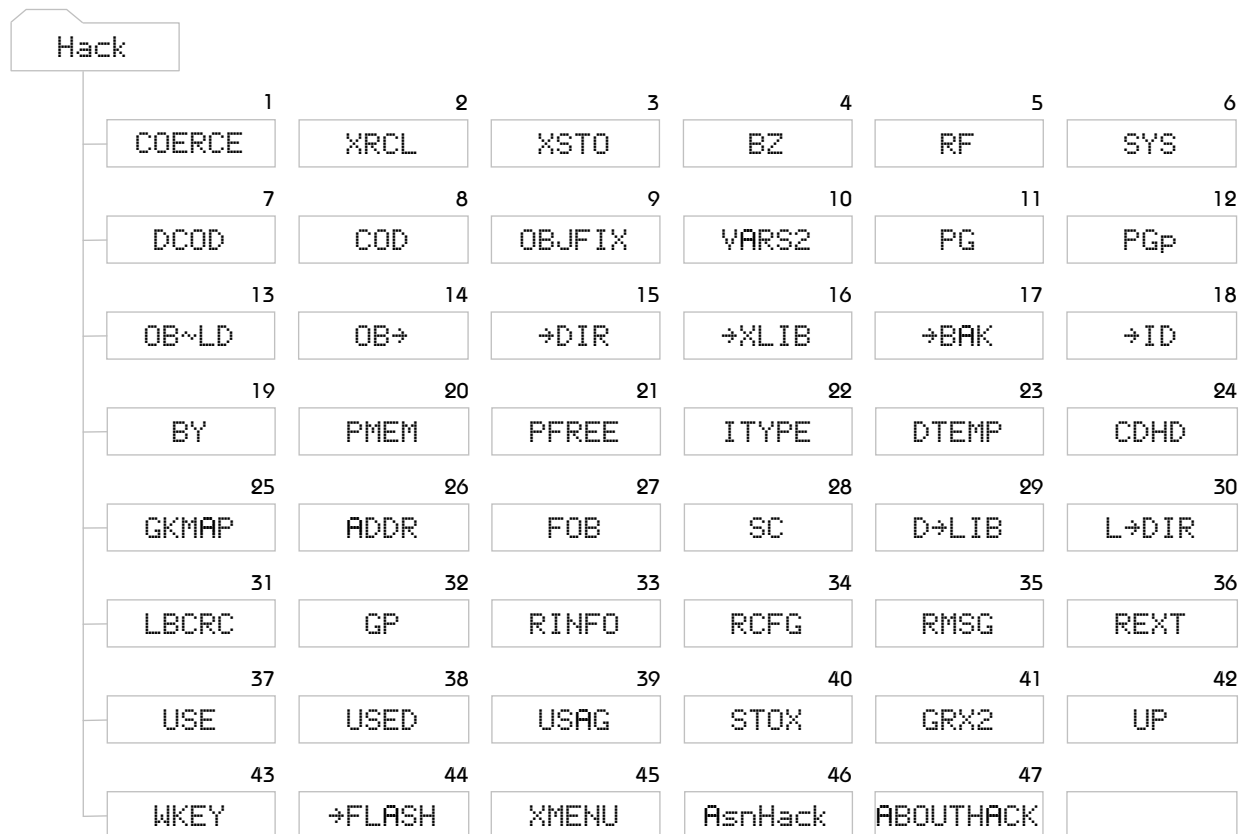 Hack
1 2 3 4 5 6
COERCE XRCL XSTO BZ RF SYS
7 8 9 10 11 12
DCOD COD OBJFIX VARS2 PG PGp
13 14 15 16 17 18
OB~LD OB→ →DIR →XLIB →BAK →ID
19 20 21 22 23 24
BY PMEM PFREE ITYPE DTEMP CDHD
25 26 27 28 29 30
GKMAP ADDR FOB SC D→LIB L→DIR
31 32 33 34 35 36
LBCRC GP RINFO RCFG RMSG REXT
37 38 39 40 41 42
USE USED USAG STOX GRX2 UP
43 44 45 46 47
WKEY →FLASH XMENU AsnHack ABOUTHACK